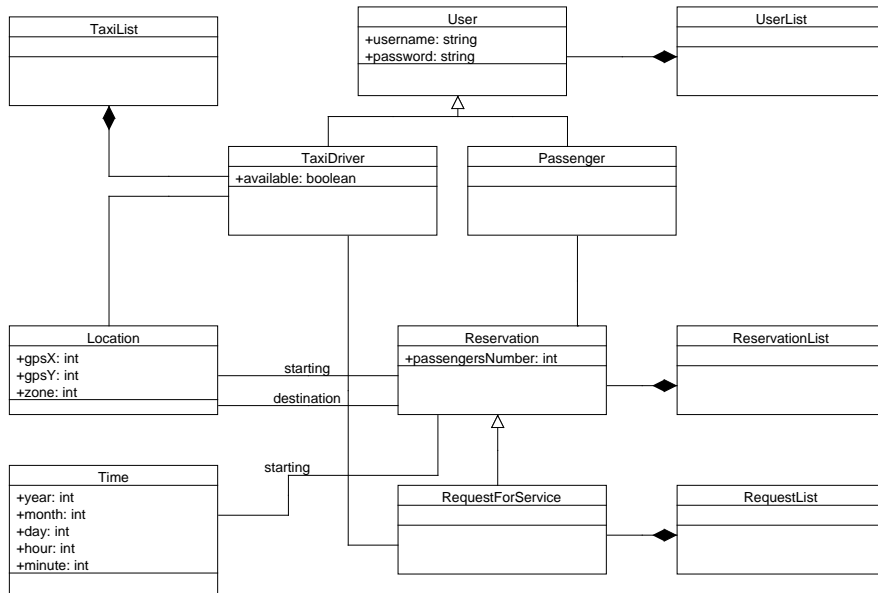 TaxiList
User
+username: string
+password: string
UserList
TaxiDriver
+available: boolean
Passenger
Location
+gpsX: int
+gpsY: int
+zone: int
starting
destination
Reservation
+passengersNumber: int
ReservationList
Time
+year: int
+month: int
+day: int
+hour: int
+minute: int
starting
RequestForService
RequestList